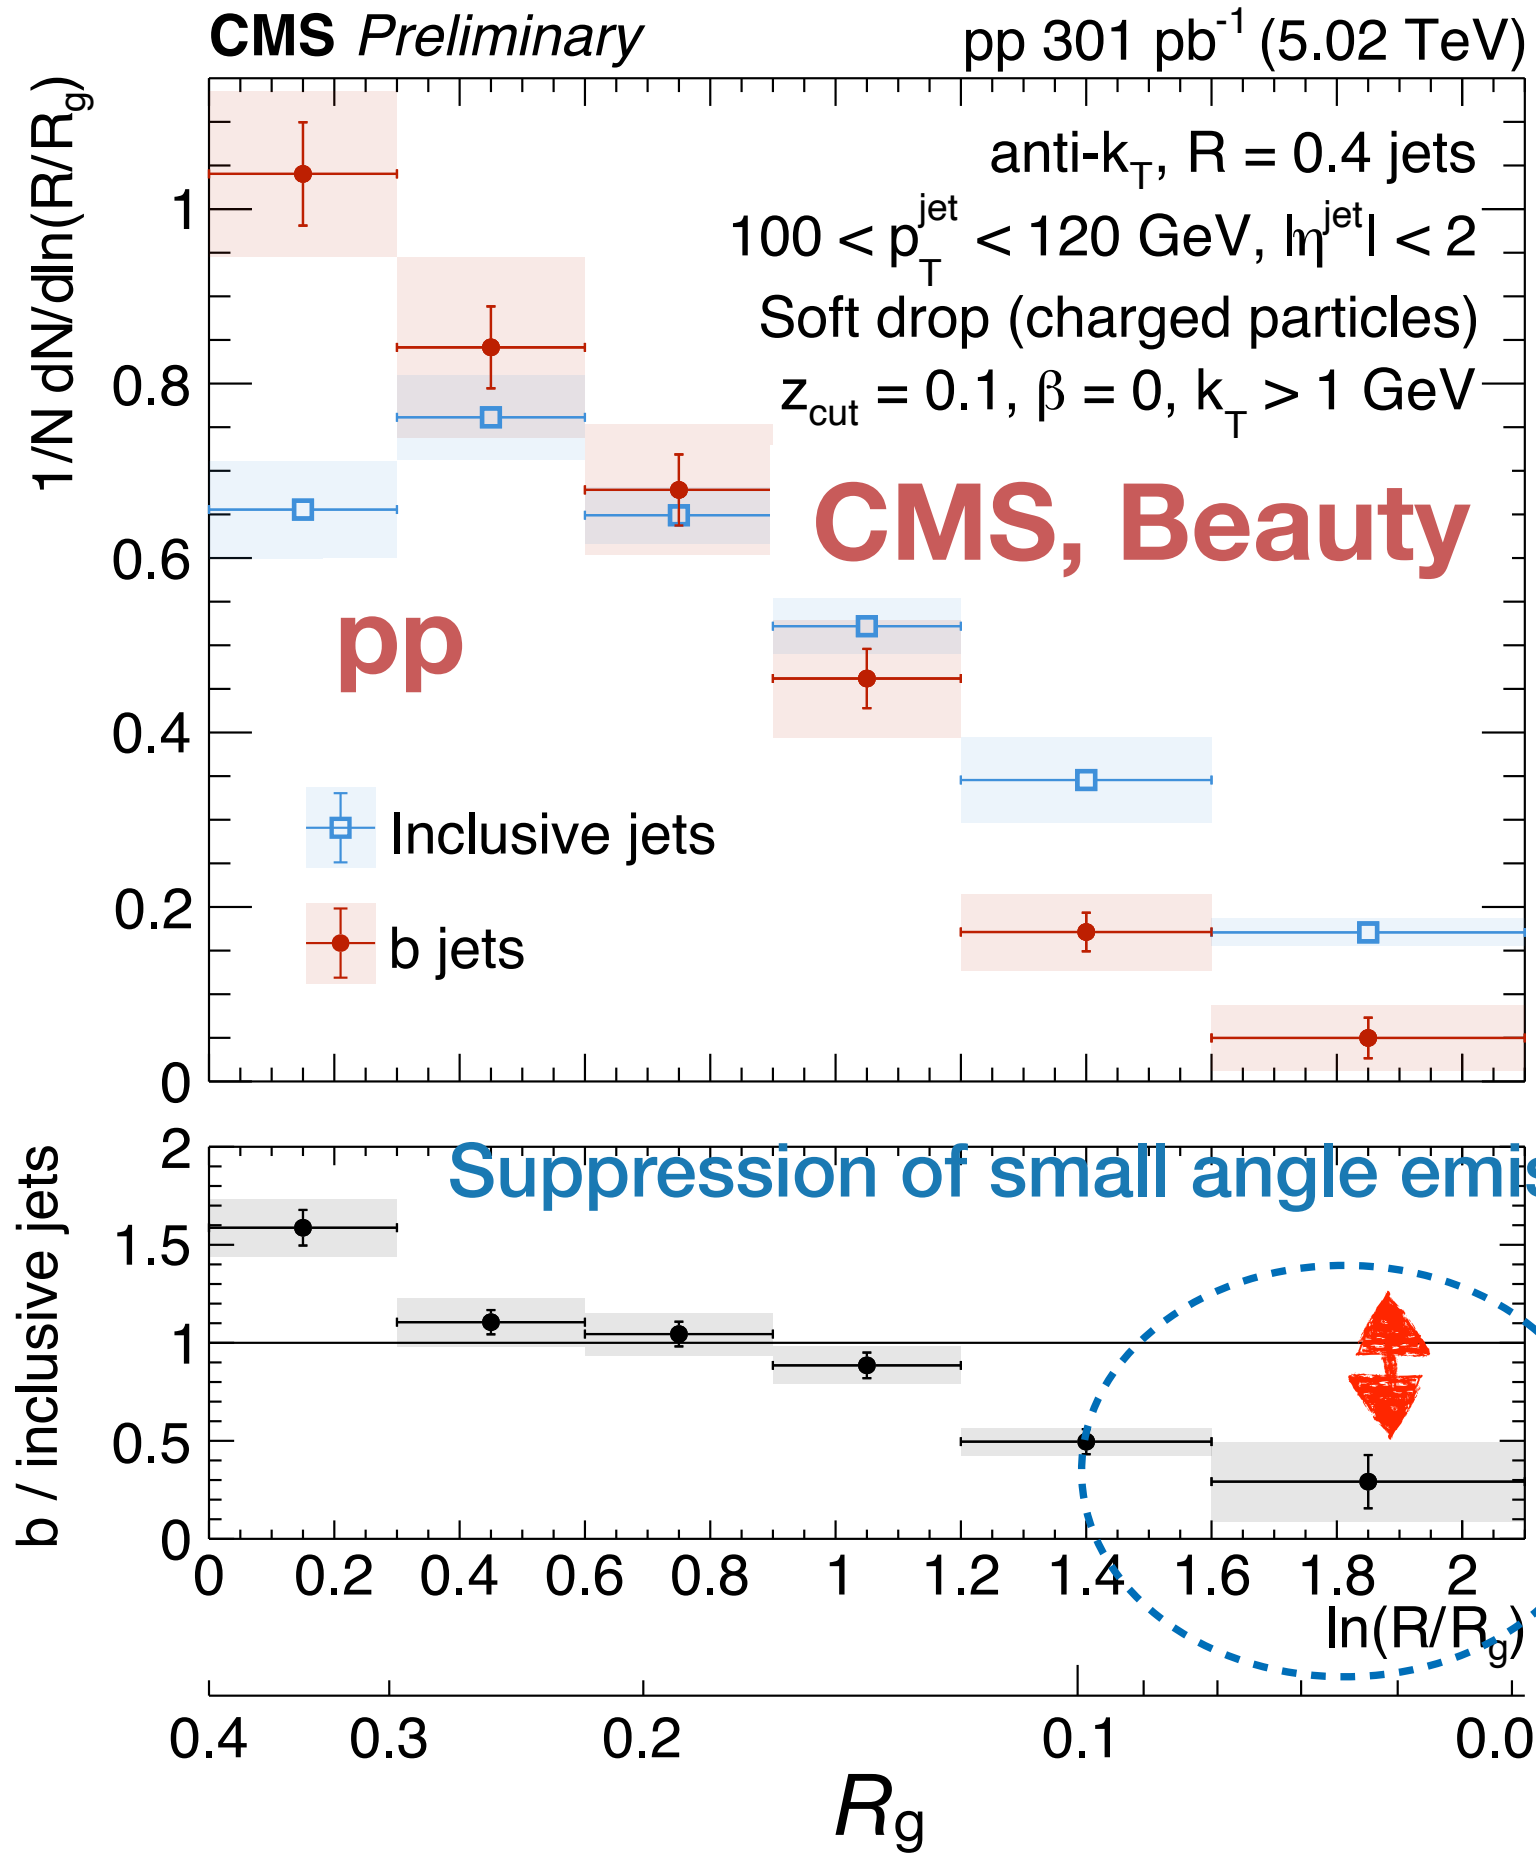 CMS Preliminary
pp 301 pb⁻¹ (5.02 TeV)
1/N dN/dln(R/R_g)
anti-k_T, R = 0.4 jets
100 < p_T^jet < 120 GeV, |η^jet| < 2
Soft drop (charged particles)
z_cut = 0.1, β = 0, k_T > 1 GeV
CMS, Beauty
pp
Inclusive jets
b jets
1
0.8
0.6
0.4
0.2
0
Suppression of small angle emis
b / inclusive jets
2
1.5
1
0.5
0
0 0.2 0.4 0.6 0.8 1 1.2 1.4 1.6 1.8 2
ln(R/R_g)
0.4 0.3 0.2 0.1 0.0
R_g